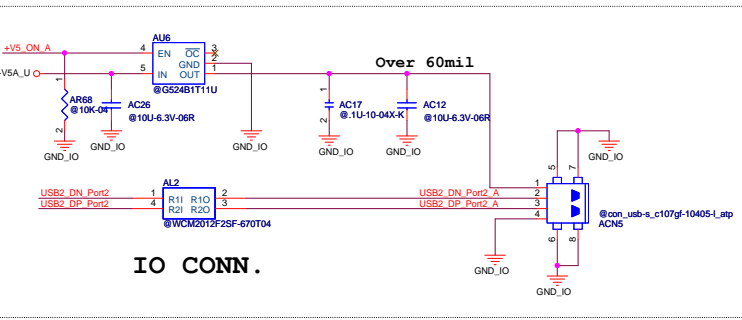 AU6
+V5_ON_A
4
EN
OC
3
GND
2
-V5A_U
5
IN
OUT
1
@G524B1T11U
Over 60mil
1
AR68
@10K-04
2
GND_IO
AC26
@10U-6.3V-06R
GND_IO
GND_IO
1
AC17
@.1U-10-04X-K
2
GND_IO
AC12
@10U-6.3V-06R
GND_IO
5
7
GND_IO
AL2
USB2_DN_Port2
1
R1I
R1O
2
USB2_DN_Port2_A
USB2_DP_Port2
4
R2I
R2O
3
USB2_DP_Port2_A
@WCM2012F2SF-670T04
1
2
3
4
@con_usb-s_c107gf-10405-l_atp
ACN5
6
8
GND_IO
GND_IO
IO CONN.